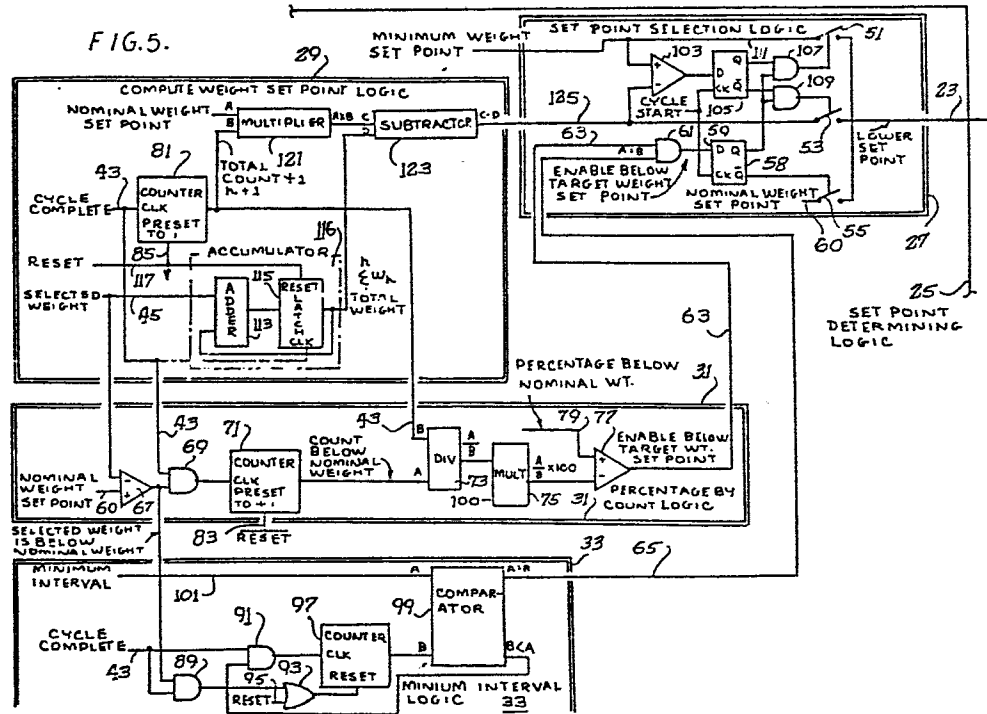 FIG.5.
MINIMUM WEIGHT
SET POINT
SET POINT SELECTION LOGIC
51
103
111
107
109
D Q
CK Q̅
CYCLE
START
105
29
COMPUTE WEIGHT SET POINT LOGIC
NOMINAL WEIGHT
SET POINT
A
B
MULTIPLIER
AxB
121
C
D
SUBTRACTOR
C-D
123
125
63
23
A=B
61
59
D Q
CK Q̅
58
53
LOWER
SET
POINT
ENABLE BELOW
TARGET WEIGHT
SET POINT
NOMINAL WEIGHT
SET POINT
60
55
27
81
43
CYCLE
COMPLETE
COUNTER
CLK
PRESET
TO 1
TOTAL
COUNT+1
n+1
85
116
ACCUMULATOR
RESET
117
SELECTED
WEIGHT
45
ADDER
113
115
RESET
LATCH
CLK
n
Σwn
TOTAL
WEIGHT
25
SET POINT
DETERMINING
LOGIC
63
PERCENTAGE BELOW
NOMINAL WT.
31
43
71
COUNT
BELOW
NOMINAL
WEIGHT
43
B
A
79
77
ENABLE BELOW
TARGET WT.
SET POINT
69
COUNTER
CLK
PRESET
TO +1
DIV
73
A/B
MULT
100
75
A/B x100
NOMINAL
WEIGHT
SET POINT
60
67
31
PERCENTAGE BY
COUNT LOGIC
SELECTED WEIGHT
IS BELOW
NOMINAL WEIGHT
83
RESET
33
65
MINIMUM
INTERVAL
101
A
99
COMPAR-
ATOR
91
97
COUNTER
CLK
RESET
B
B<A
CYCLE
COMPLETE
43
89
95
RESET
93
MINIUM INTERVAL
LOGIC
33